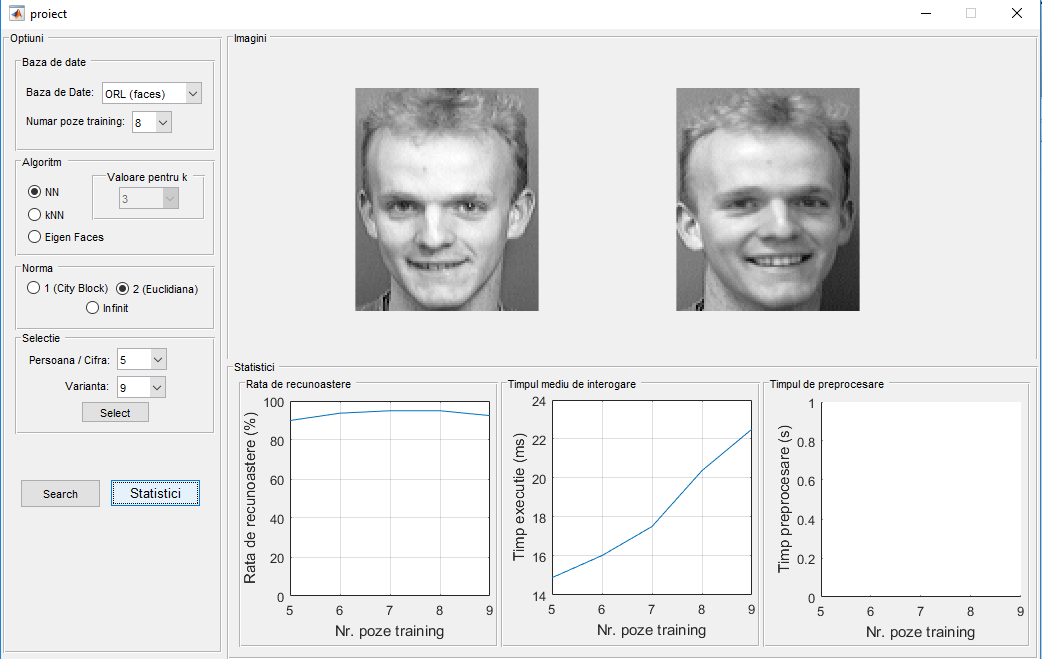 proiect
Optiuni
Baza de date
Baza de Date: ORL (faces)
Numar poze training: 8
Algoritm
NN
kNN
Eigen Faces
Valoare pentru k
3
Norma
1 (City Block) 2 (Euclidiana)
Infinit
Selectie
Persoana / Cifra: 5
Varianta: 9
Select
Search Statistici
Imagini
Statistici
Rata de recunoastere
Rata de recunoastere (%)
100
80
60
40
20
0
5 6 7 8 9
Nr. poze training
Timpul mediu de interogare
Timp executie (ms)
24
22
20
18
16
14
5 6 7 8 9
Nr. poze training
Timpul de preprocesare
Timp preprocesare (s)
1
0.8
0.6
0.4
0.2
0
5 6 7 8 9
Nr. poze training